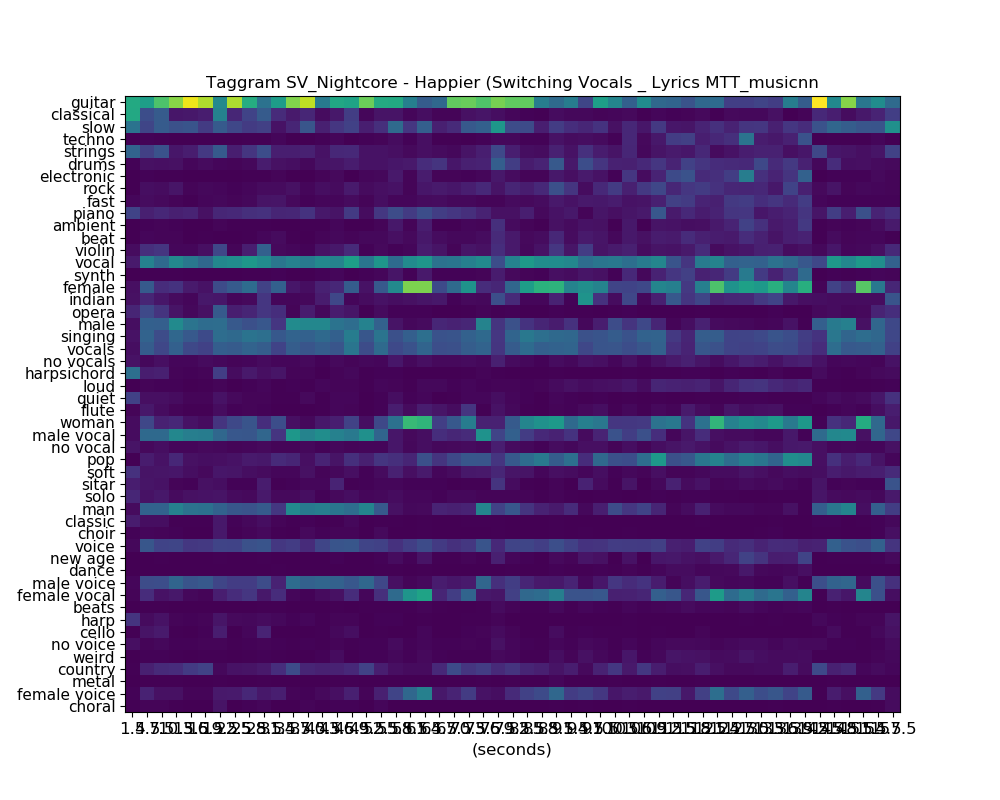 Taggram SV_Nightcore - Happier (Switching Vocals _ Lyrics MTT_musicnn
guitar
classical
slow
techno
strings
drums
electronic
rock
fast
piano
ambient
beat
violin
vocal
synth
female
indian
opera
male
singing
vocals
no vocals
harpsichord
loud
quiet
flute
woman
male vocal
no vocal
pop
soft
sitar
solo
man
classic
choir
voice
new age
dance
male voice
female vocal
beats
harp
cello
no voice
weird
country
metal
female voice
choral
(seconds)